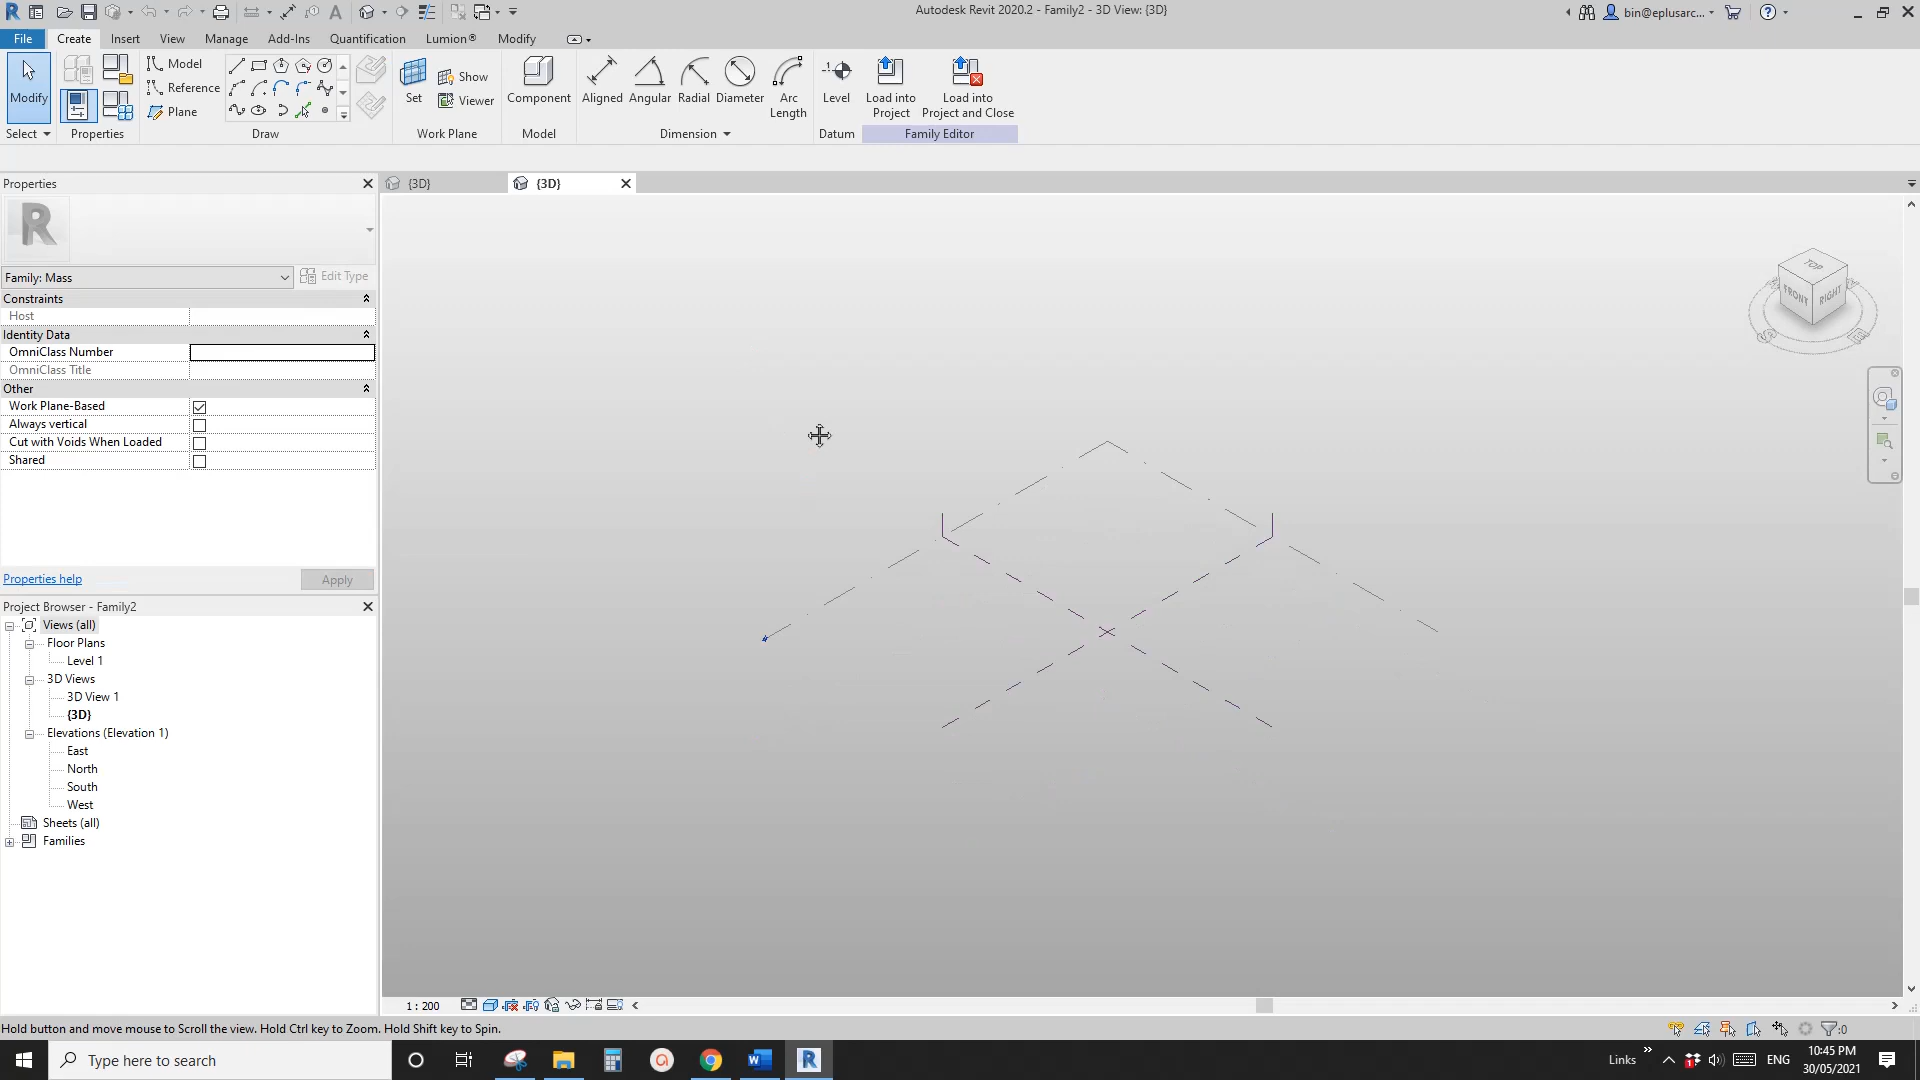 Autodesk Revit 2020.2 - Family2 - 3D View: {3D}
bin@eplusarc...
File Create Insert View Manage Add-Ins Quantification Lumion® Modify
Modify
Model
Reference
Plane
Set
Show
Viewer
Component
Aligned Angular Radial Diameter Arc Length
Level
Load into Project
Load into Project and Close
Select Properties Draw Work Plane Model Dimension Datum Family Editor
Properties
{3D} {3D}
Family: Mass
Edit Type
Constraints
Host
Identity Data
OmniClass Number
OmniClass Title
Other
Work Plane-Based
Always vertical
Cut with Voids When Loaded
Shared
Properties help
Apply
TOP
FRONT
RIGHT
S
E
Project Browser - Family2
Views (all)
Floor Plans
Level 1
3D Views
3D View 1
{3D}
Elevations (Elevation 1)
East
North
South
West
Sheets (all)
Families
1 : 200
Hold button and move mouse to Scroll the view. Hold Ctrl key to Zoom. Hold Shift key to Spin.
:0
Type here to search
Links
ENG
10:45 PM
30/05/2021